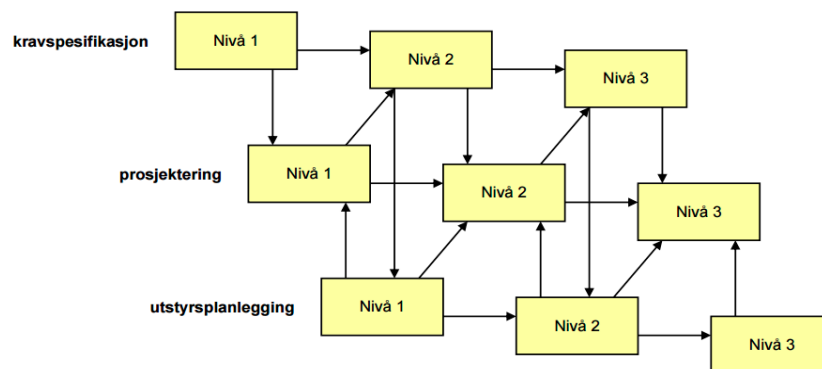 kravspesifikasjon
Nivå 1
Nivå 2
Nivå 3
prosjektering
Nivå 1
Nivå 2
Nivå 3
utstyrsplanlegging
Nivå 1
Nivå 2
Nivå 3